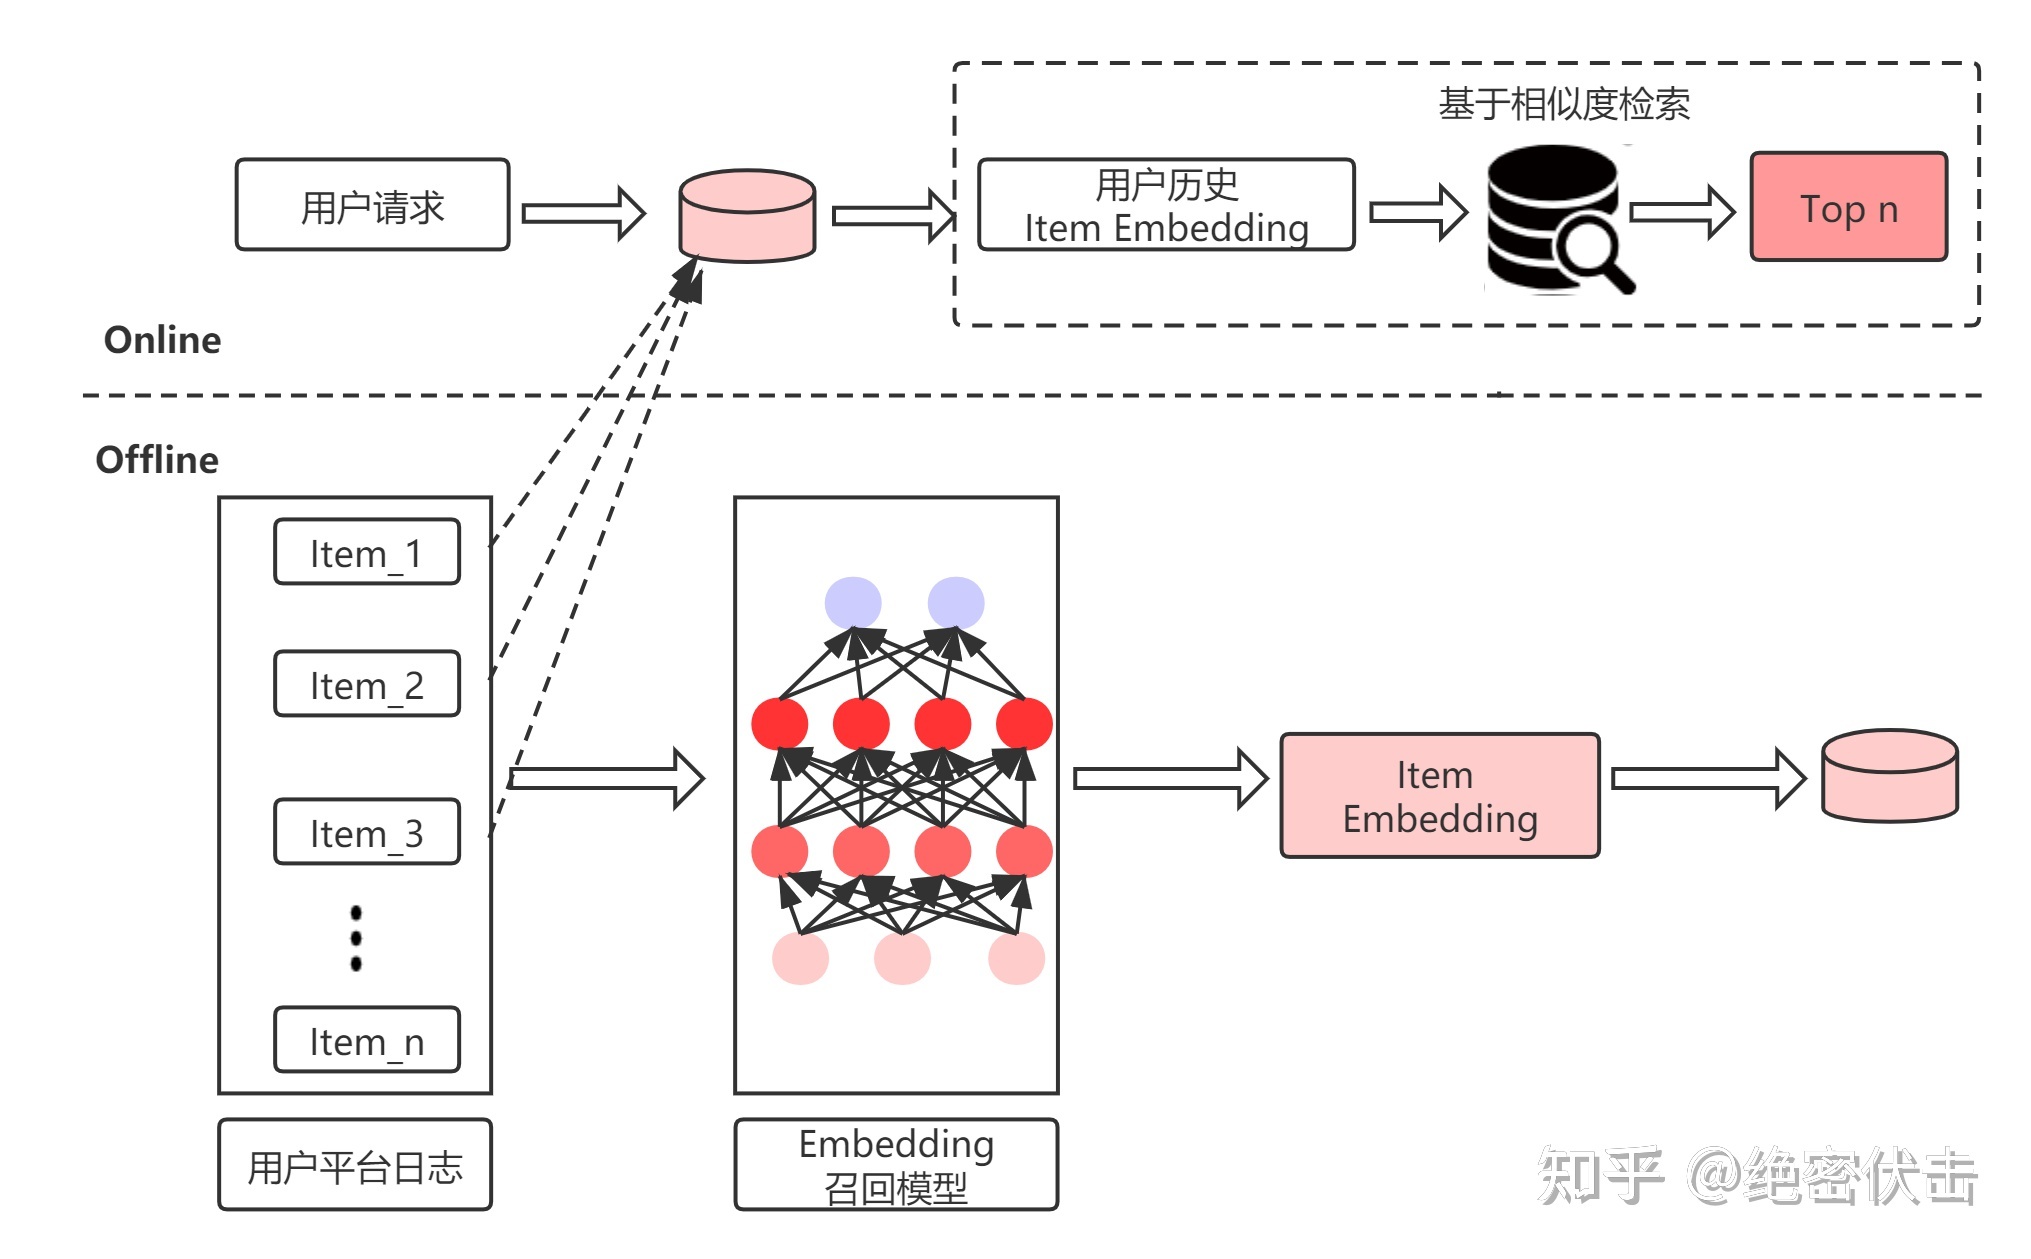 基于相似度检索
用户请求
用户历史
Item Embedding
Top n
Online
Offline
Item_1
Item_2
Item_3
Item_n
Item
Embedding
用户平台日志
Embedding
召回模型
知乎 @绝密伏击